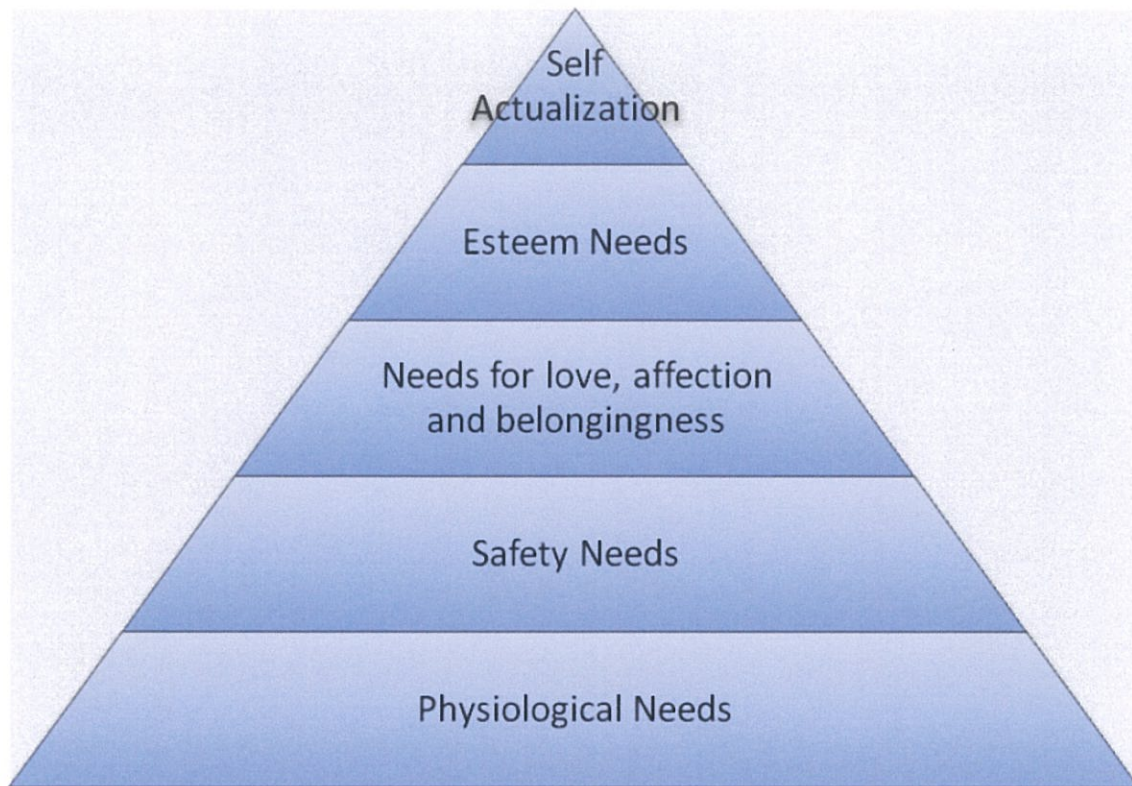 Self
Actualization
Esteem Needs
Needs for love, affection
and belongingness
Safety Needs
Physiological Needs